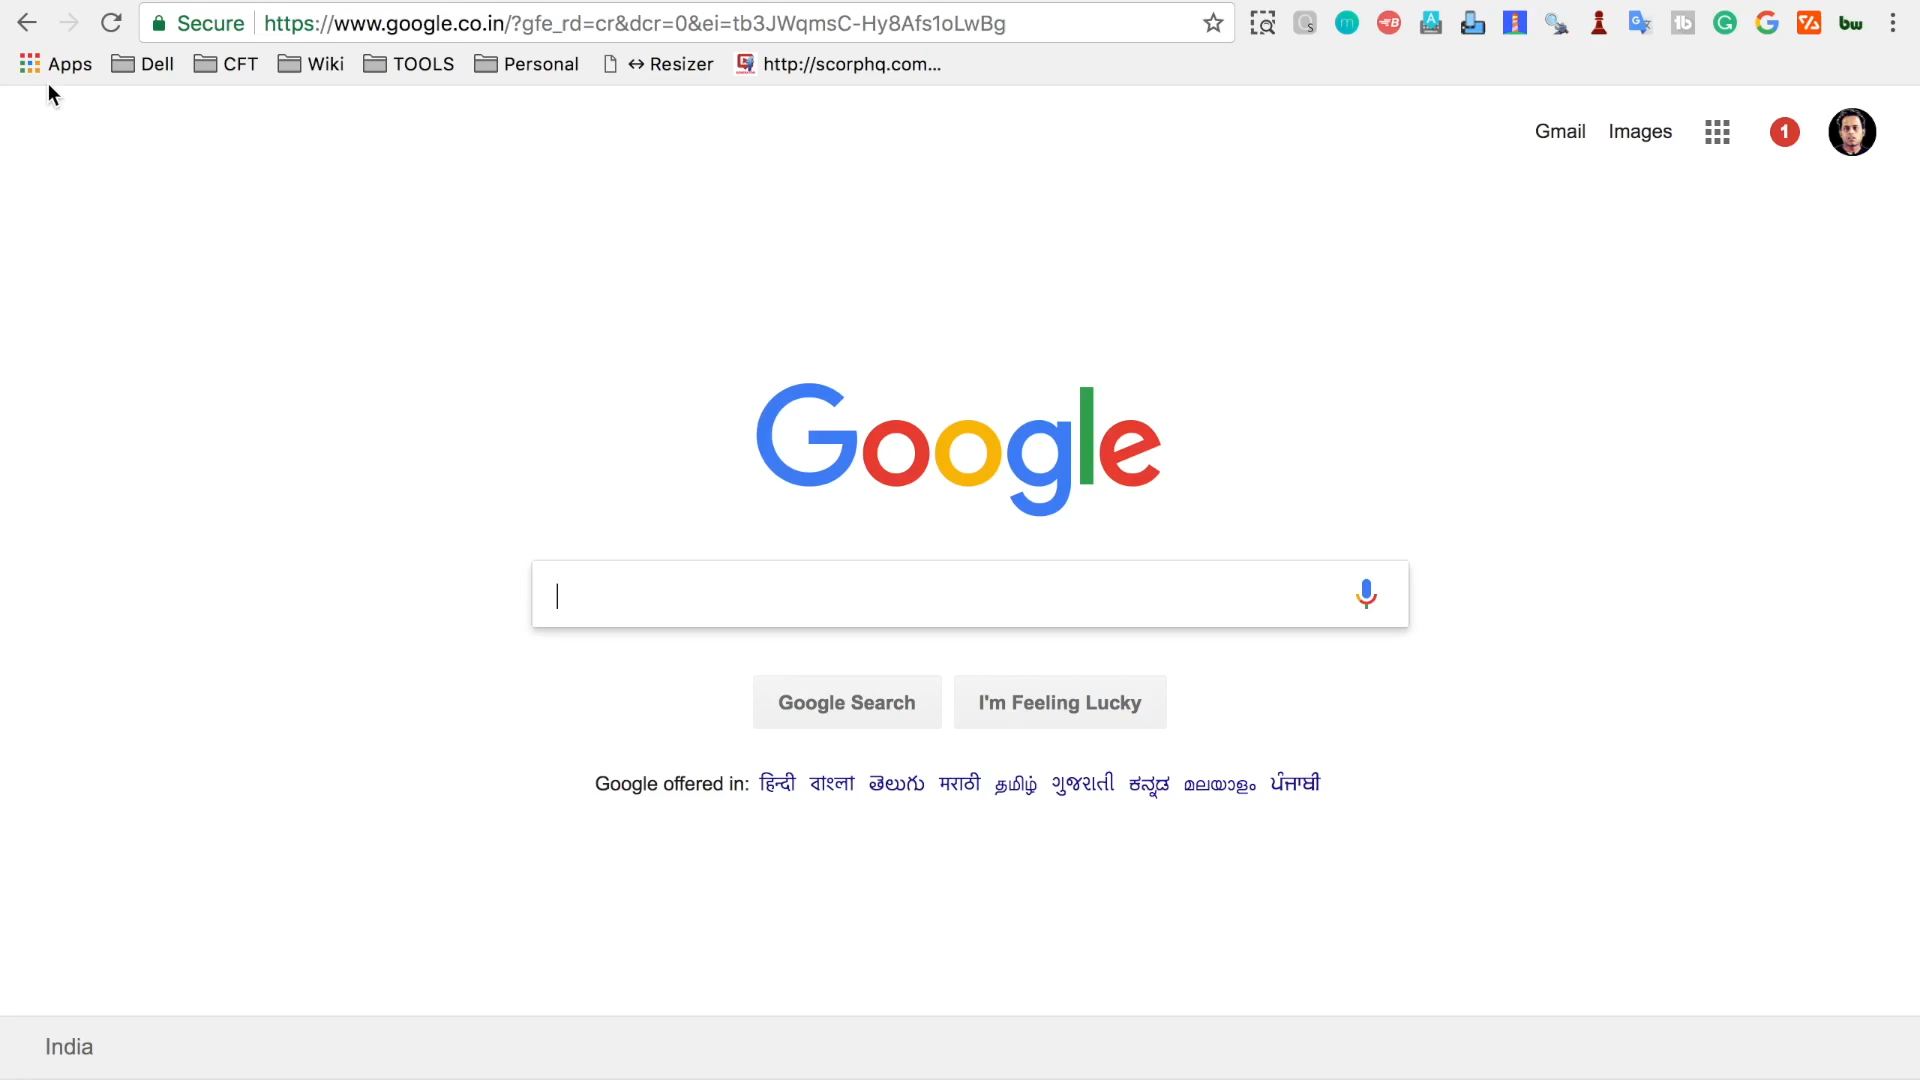 Secure https://www.google.co.in/?gfe_rd=cr&dcr=0&ei=tb3JWqmsC-Hy8Afs1oLwBg
Apps Dell CFT Wiki TOOLS Personal ↔ Resizer http://scorphq.com...
Gmail Images 1
Google
Google Search I'm Feeling Lucky
Google offered in: हिन्दी বাংলা తెలుగు मराठी தமிழ் ગુજરાતી ಕನ್ನಡ മലയാളം ਪੰਜਾਬੀ
India